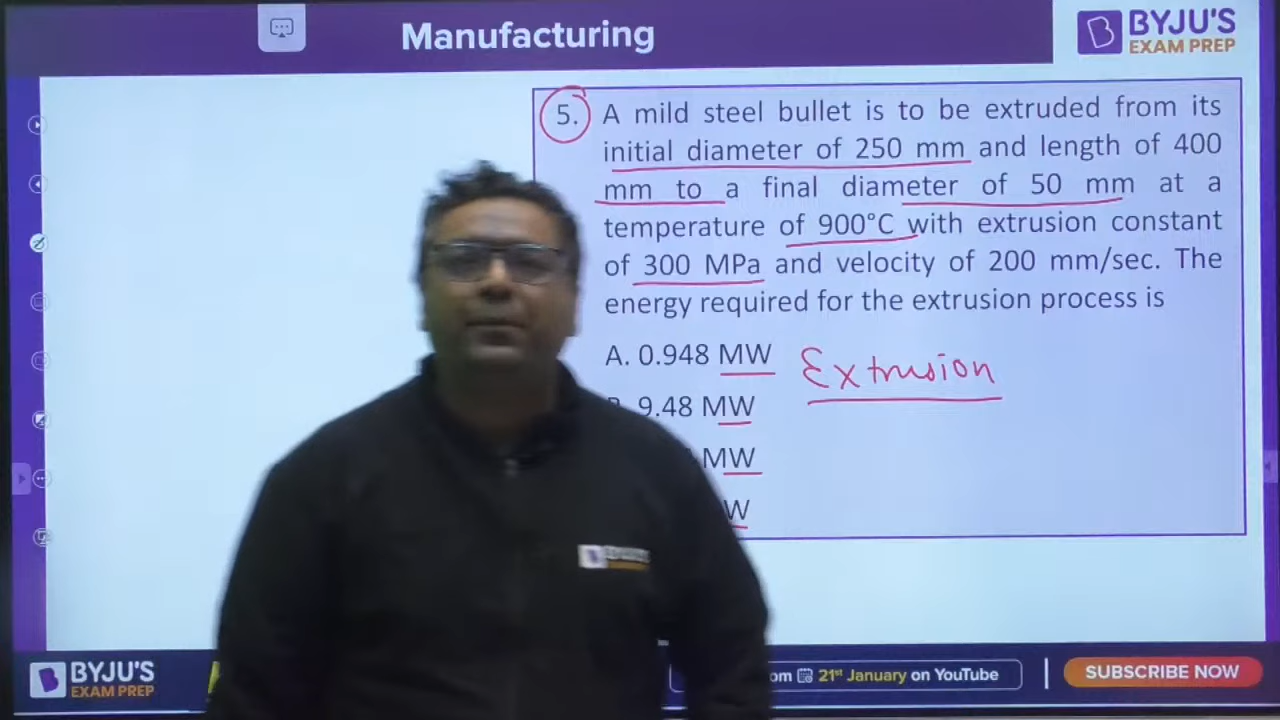 Manufacturing
BYJU'S
EXAM PREP
5. A mild steel bullet is to be extruded from its
initial diameter of 250 mm and length of 400
mm to a final diameter of 50 mm at a
temperature of 900°C with extrusion constant
of 300 MPa and velocity of 200 mm/sec. The
energy required for the extrusion process is
A. 0.948 MW
Extrusion
9.48 MW
MW
W
BYJU'S
EXAM PREP
21st January on YouTube
SUBSCRIBE NOW